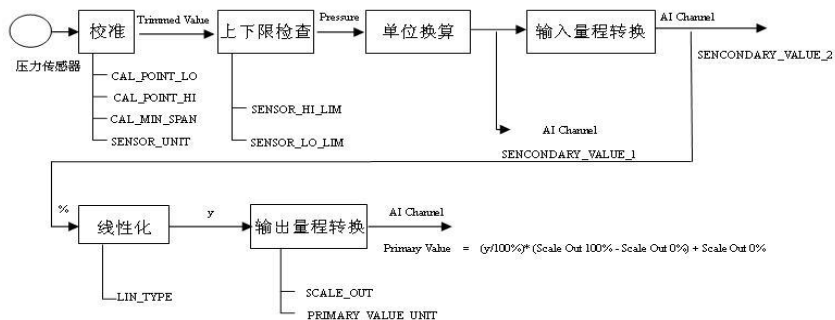 校准
Trimmed Value
上下限检查
Pressure
单位换算
输入量程转换
AI Channel
SENCONDARY_VALUE_2
压力传感器
CAL_POINT_LO
CAL_POINT_HI
CAL_MIN_SPAN
SENSOR_UNIT
SENSOR_HI_LIM
SENSOR_LO_LIM
AI Channel
SENCONDARY_VALUE_1
%
线性化
y
输出量程转换
AI Channel
Primary Value = (y/100%)* (Scale Out 100% - Scale Out 0%) + Scale Out 0%
LIN_TYPE
SCALE_OUT
PRIMARY_VALUE_UNIT